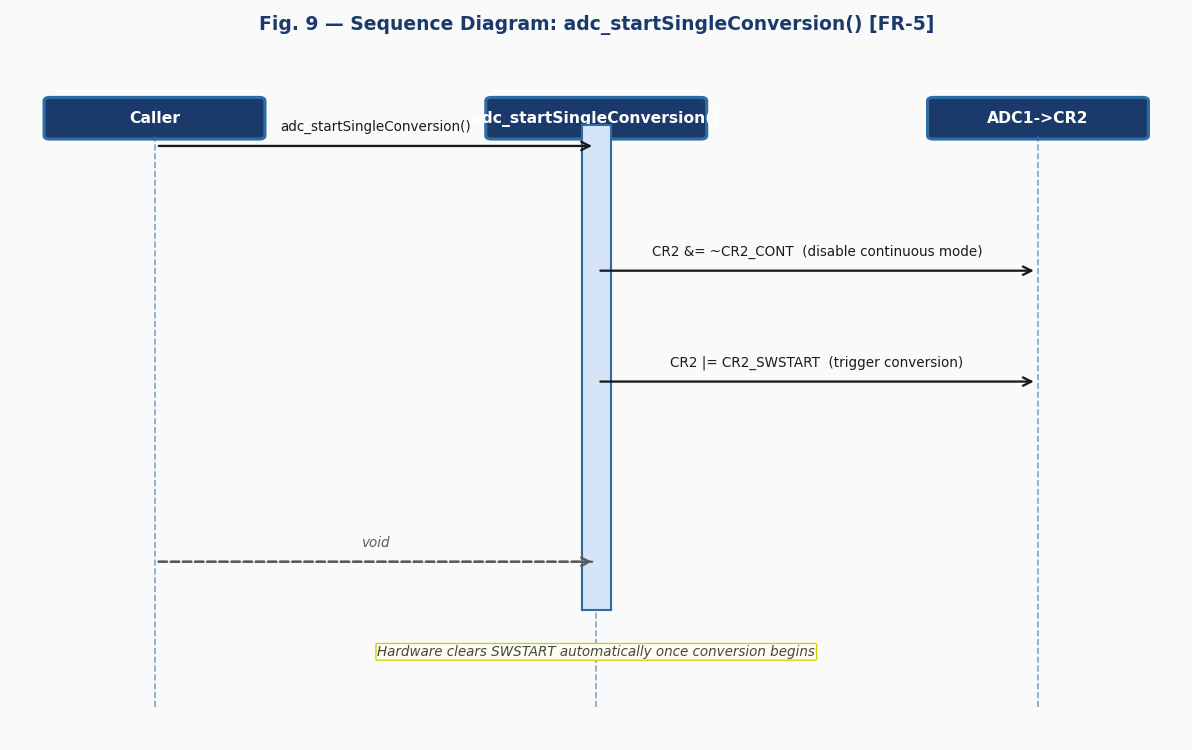 Fig. 9 — Sequence Diagram: adc_startSingleConversion() [FR-5]
Caller
adc_startSingleConversion()
ADC1->CR2
adc_startSingleConversion()
CR2 &= ~CR2_CONT  (disable continuous mode)
CR2 |= CR2_SWSTART  (trigger conversion)
void
Hardware clears SWSTART automatically once conversion begins